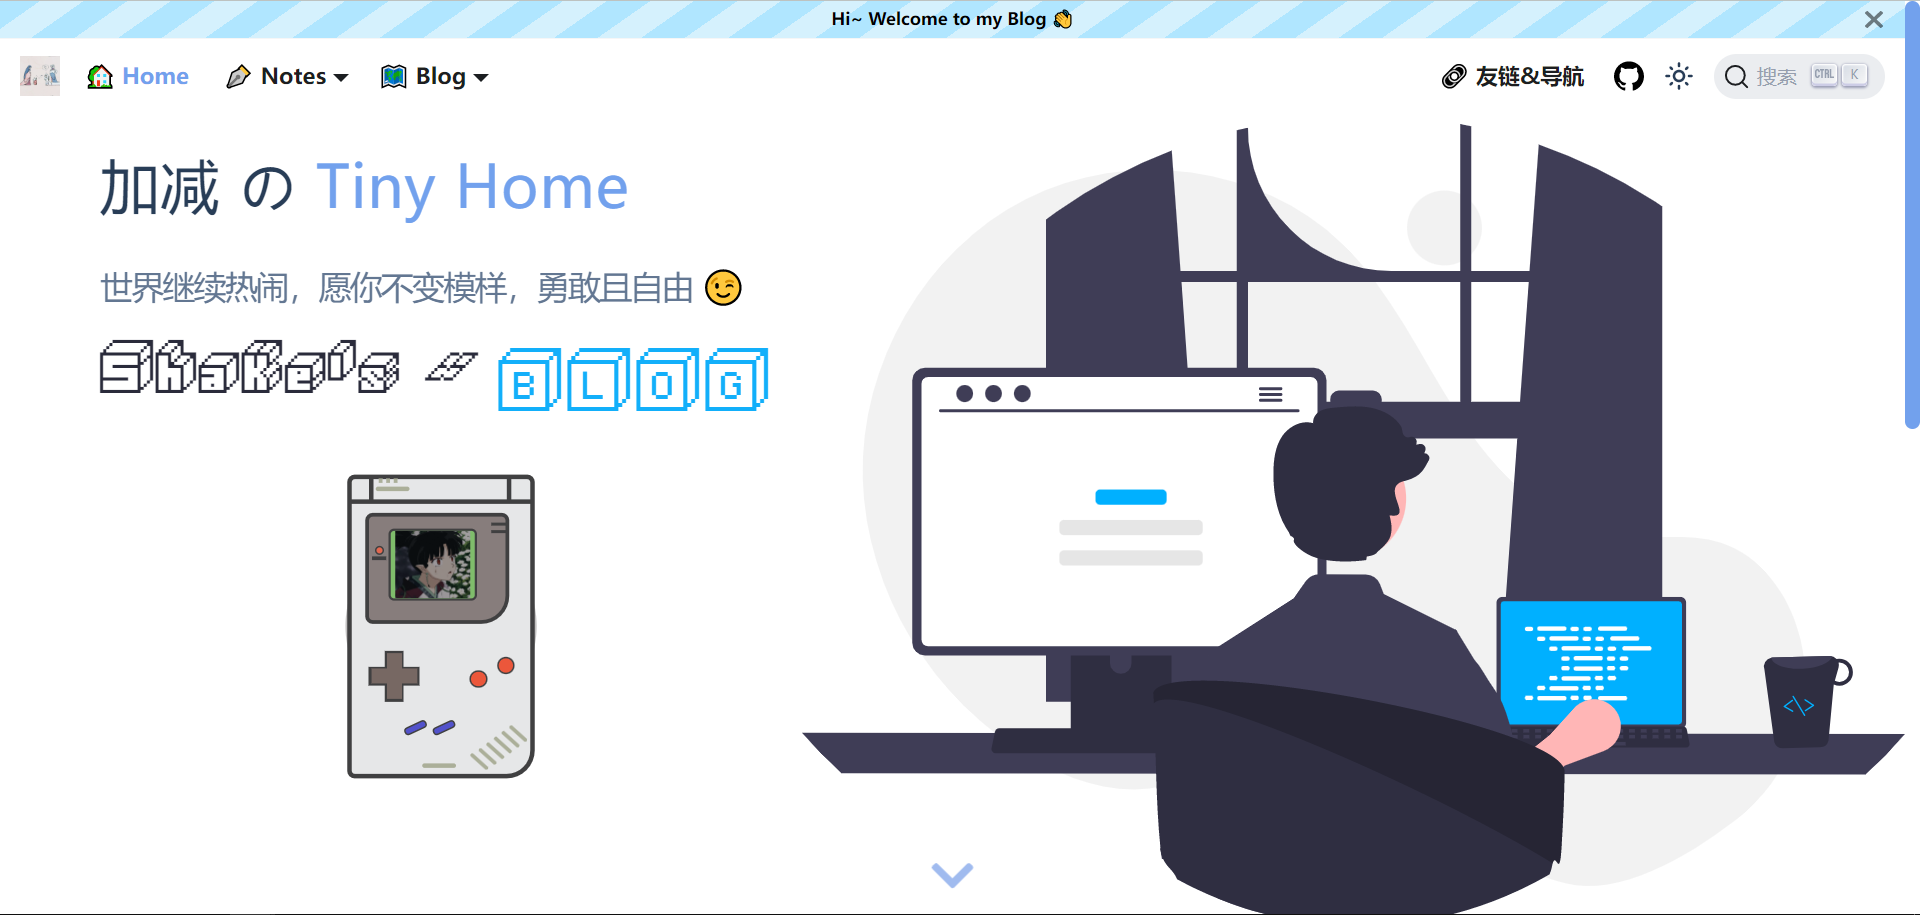 Hi~ Welcome to my Blog 👋
Home Notes Blog 友链&导航 搜索 CTRL K
加减 の Tiny Home
世界继续热闹，愿你不变模样，勇敢且自由 😉
Shake's // BLOG
<\>